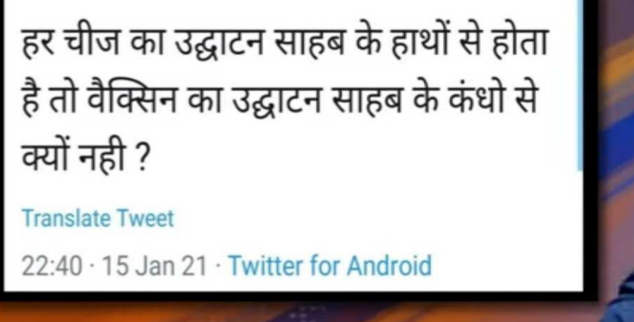 हर चीज का उद्घाटन साहब के हाथों से होता
है तो वैक्सिन का उद्घाटन साहब के कंधो से
क्यों नही ?
Translate Tweet
22:40 · 15 Jan 21 · Twitter for Android